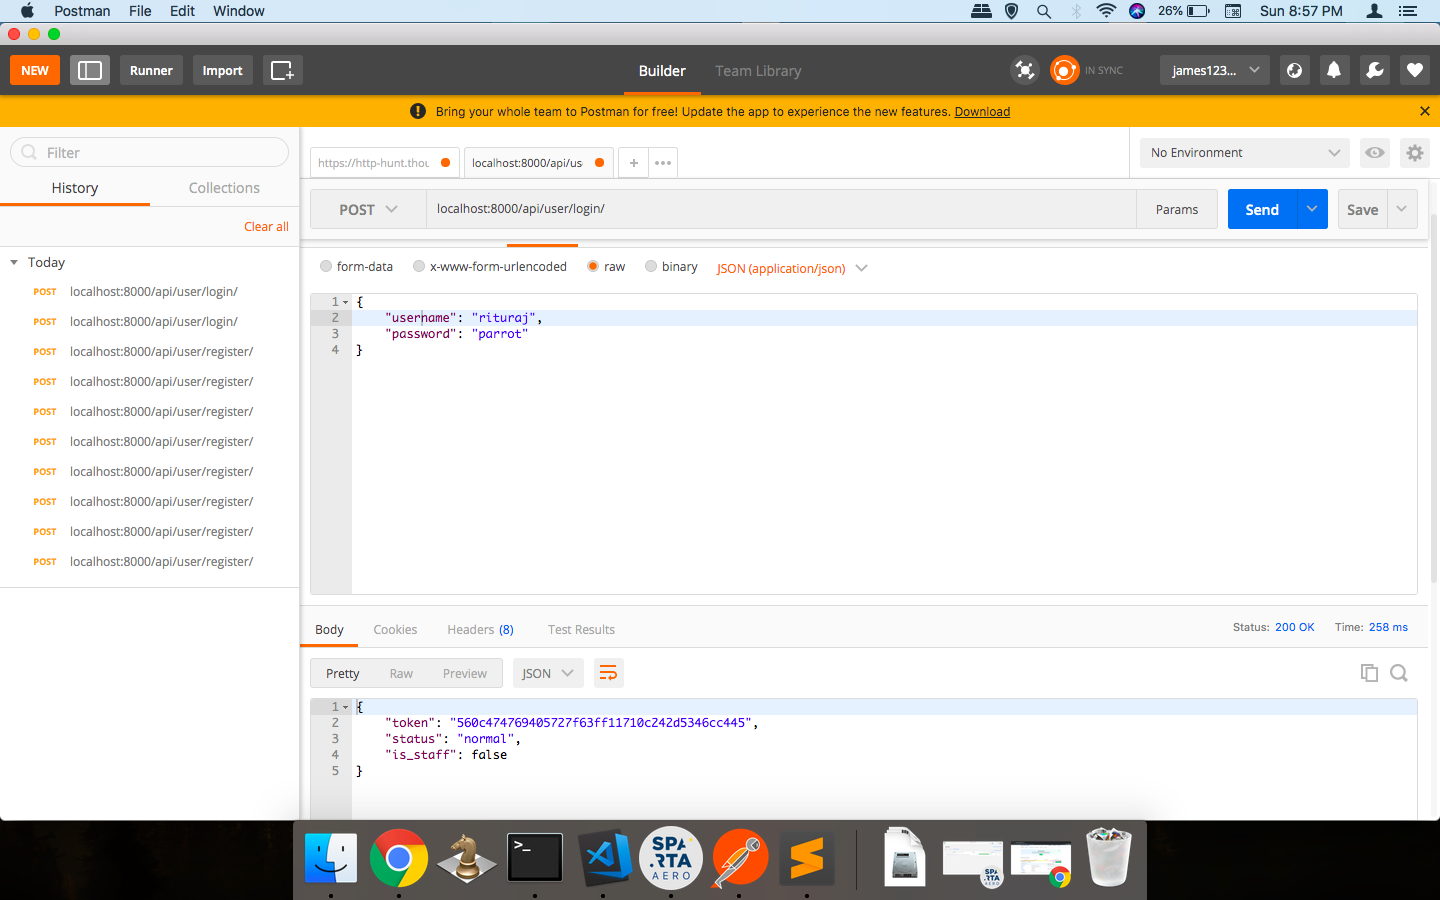 Postman File Edit Window 26% Sun 8:57 PM
NEW Runner Import Builder Team Library IN SYNC james123...
! Bring your whole team to Postman for free! Update the app to experience the new features. Download
Filter
History Collections
Clear all
Today
POST localhost:8000/api/user/login/
POST localhost:8000/api/user/login/
POST localhost:8000/api/user/register/
POST localhost:8000/api/user/register/
POST localhost:8000/api/user/register/
POST localhost:8000/api/user/register/
POST localhost:8000/api/user/register/
POST localhost:8000/api/user/register/
POST localhost:8000/api/user/register/
POST localhost:8000/api/user/register/
https://http-hunt.thou localhost:8000/api/us + ••• No Environment
POST localhost:8000/api/user/login/ Params Send Save
form-data x-www-form-urlencoded raw binary JSON (application/json)
1 {
2 "username": "rituraj",
3 "password": "parrot"
4 }
Body Cookies Headers (8) Test Results Status: 200 OK Time: 258 ms
Pretty Raw Preview JSON
1 {
2 "token": "560c474769405727f63ff11710c242d5346cc445",
3 "status": "normal",
4 "is_staff": false
5 }
>_
SPA
.RTA
AERO